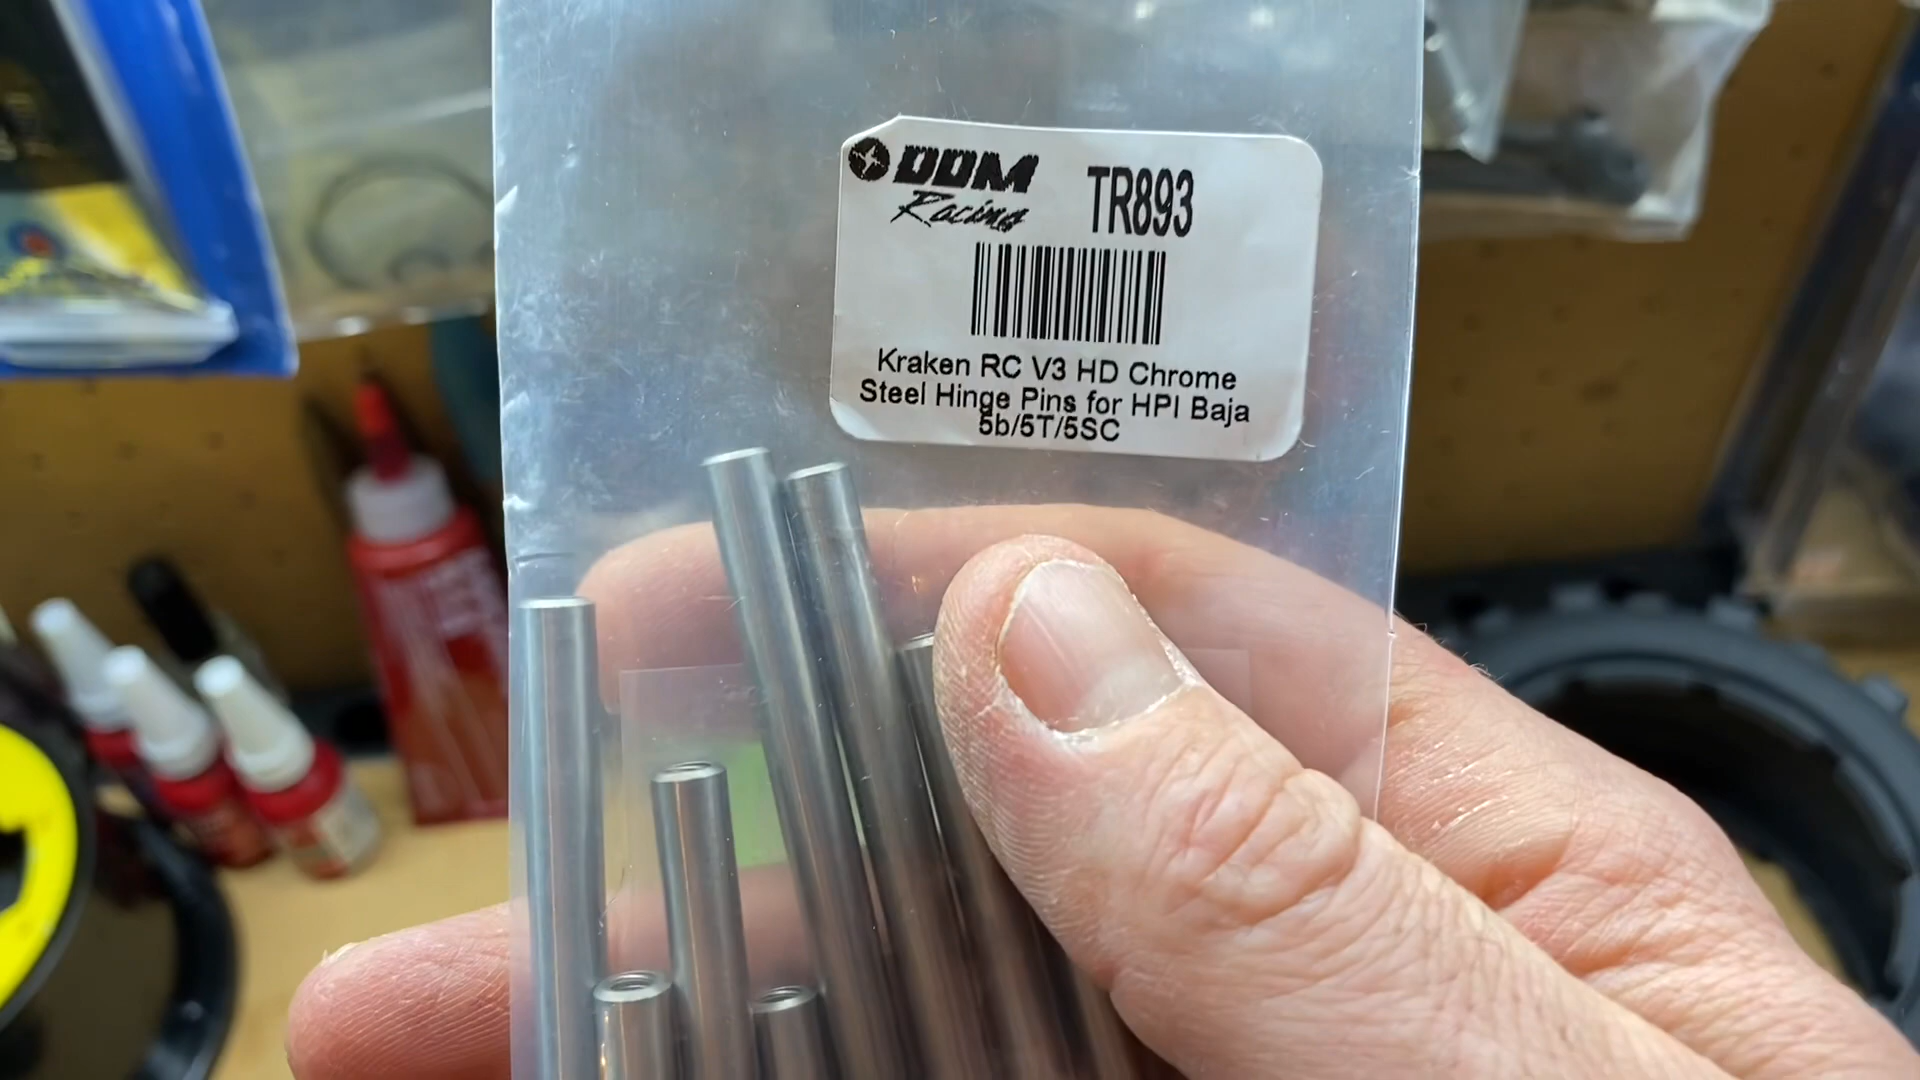 DDM
Racing
TR893
Kraken RC V3 HD Chrome
Steel Hinge Pins for HPI Baja
5b/5T/5SC